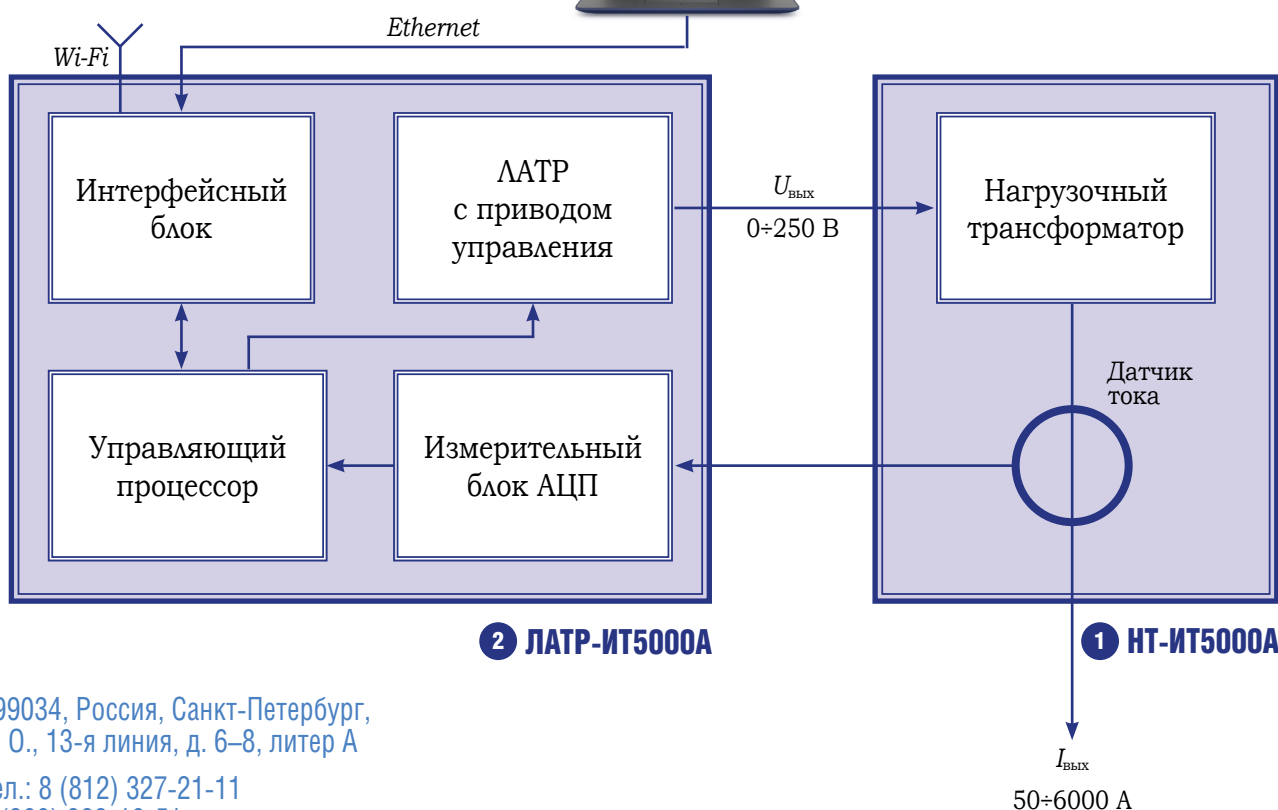 Ethernet
Wi-Fi
Интерфейсный
блок
ЛАТР
с приводом
управления
Uвых
0÷250 В
Нагрузочный
трансформатор
Датчик
тока
Управляющий
процессор
Измерительный
блок АЦП
2 ЛАТР-ИТ5000А
1 НТ-ИТ5000А
99034, Россия, Санкт-Петербург,
О., 13-я линия, д. 6–8, литер А
ел.: 8 (812) 327-21-11
Iвых
50÷6000 А